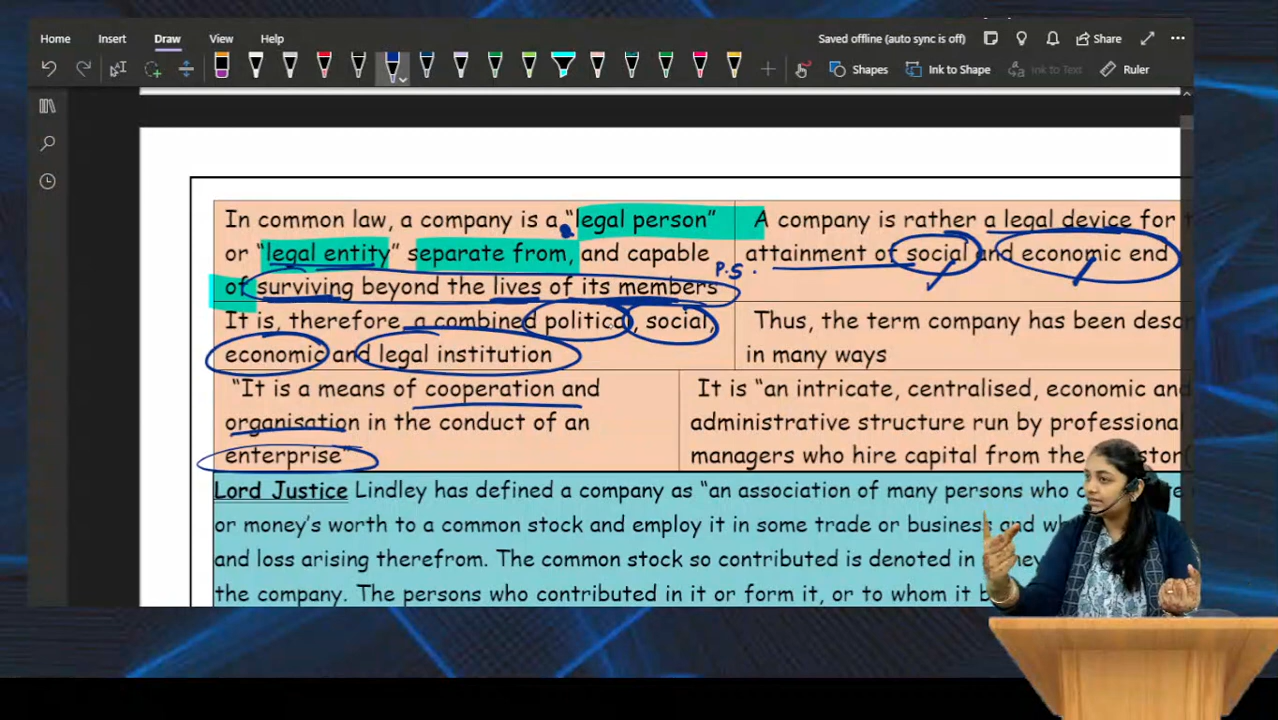 Home Insert Draw View Help Saved offline (auto sync is off) Share
Shapes Ink to Shape Ink to Text Ruler
In common law, a company is a "legal person"
or "legal entity" separate from, and capable
of surviving beyond the lives of its members
P.S.
A company is rather a legal device for
attainment of social and economic end
It is, therefore a combined political, social,
economic and legal institution
Thus, the term company has been
in many ways
"It is a means of cooperation and
organisation in the conduct of an
enterprise"
It is "an intricate, centralised, economic and
administrative structure run by professional
managers who hire capital from the
Lord Justice Lindley has defined a company as "an association of many persons who
or money's worth to a common stock and employ it in some trade or business and
and loss arising therefrom. The common stock so contributed is denoted in
the company. The persons who contributed in it or form it, or to whom it